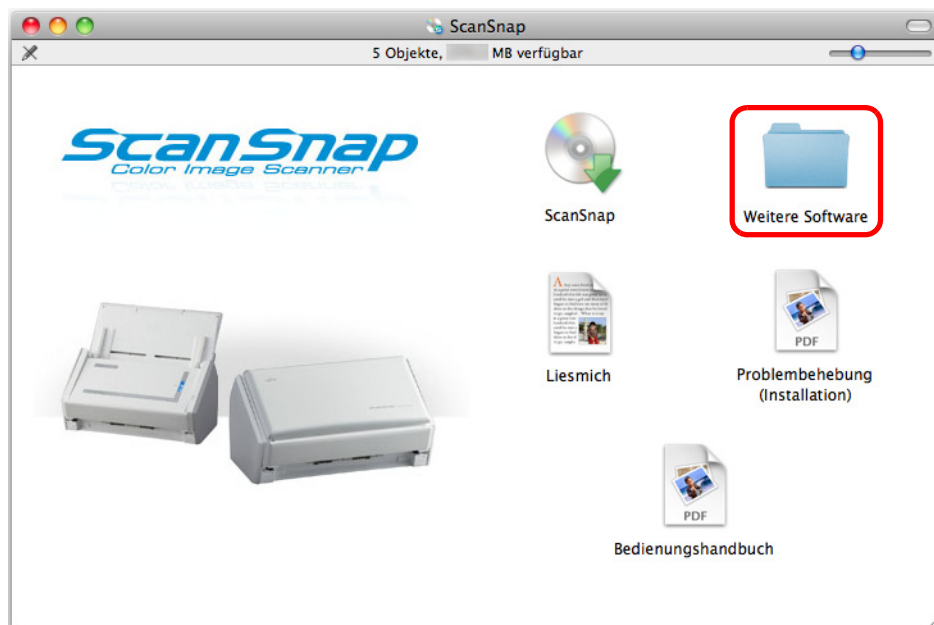 ScanSnap
5 Objekte, MB verfügbar
ScanSnap
Color Image Scanner
ScanSnap
Weitere Software
Liesmich
PDF
Problembehebung
(Installation)
PDF
Bedienungshandbuch